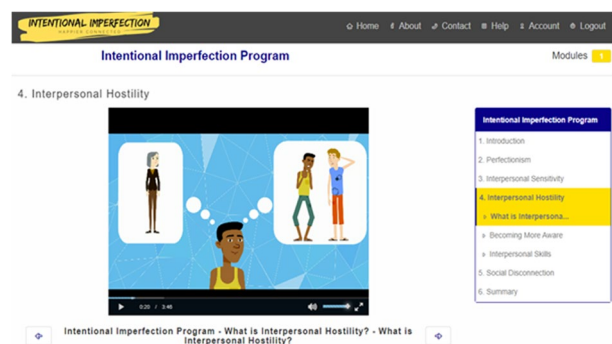 INTENTIONAL IMPERFECTION
HAPPIER CONNECTED
Home About Contact Help Account Logout
Intentional Imperfection Program
Modules 1
4. Interpersonal Hostility
0:20 / 3:46
Intentional Imperfection Program - What is Interpersonal Hostility? - What is
Interpersonal Hostility?
Intentional Imperfection Program
1. Introduction
2. Perfectionism
3. Interpersonal Sensitivity
4. Interpersonal Hostility
» What is Interpersona...
» Becoming More Aware
» Interpersonal Skills
5. Social Disconnection
6. Summary